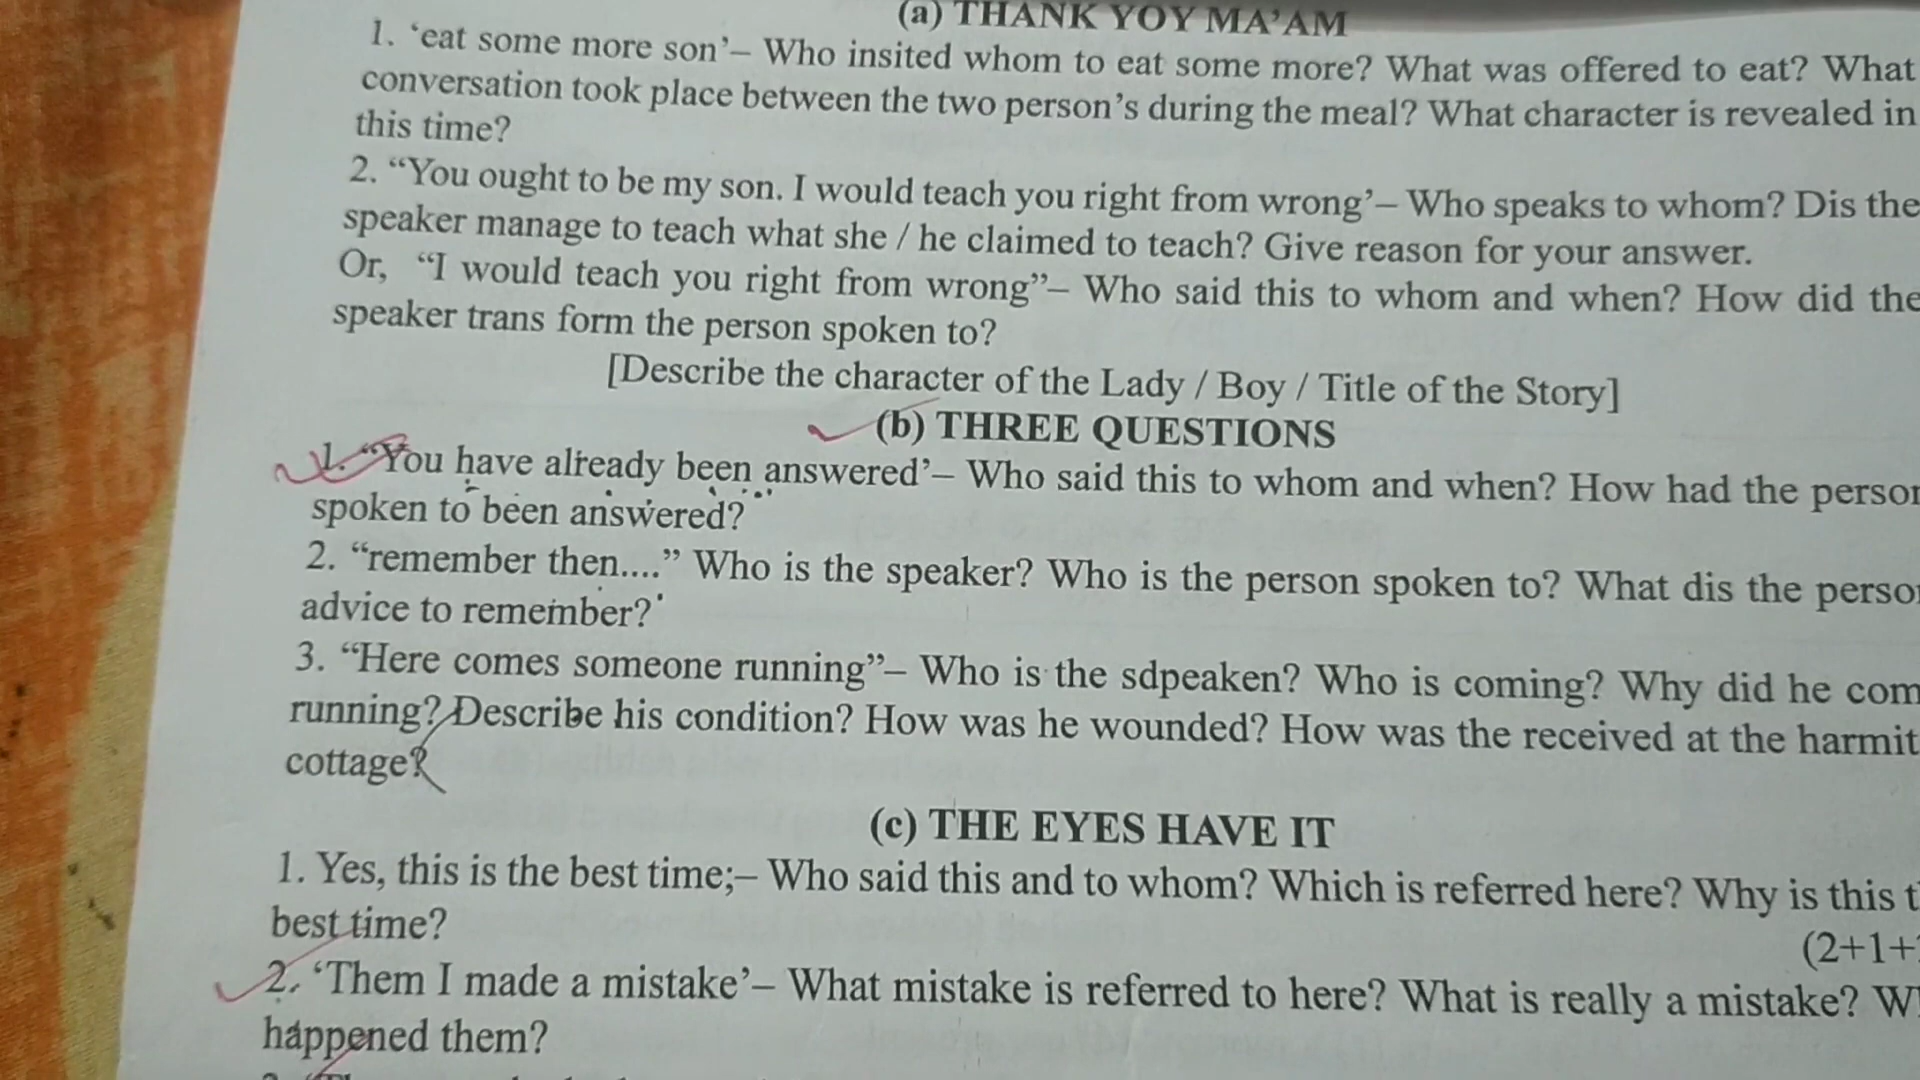 (a) THANK YOY MA'AM
1. ‘eat some more son’– Who insited whom to eat some more? What was offered to eat? What
conversation took place between the two person’s during the meal? What character is revealed in
this time?
2. “You ought to be my son. I would teach you right from wrong’– Who speaks to whom? Dis the
speaker manage to teach what she / he claimed to teach? Give reason for your answer.
Or, “I would teach you right from wrong”– Who said this to whom and when? How did the
speaker trans form the person spoken to?
[Describe the character of the Lady / Boy / Title of the Story]
(b) THREE QUESTIONS
1. “You have already been answered’– Who said this to whom and when? How had the person
spoken to been answered?
2. “remember then....” Who is the speaker? Who is the person spoken to? What dis the
advice to remember?
3. “Here comes someone running”– Who is the sdpeaken? Who is coming? Why did he
running? Describe his condition? How was he wounded? How was the received at the harmit
cottage?
(c) THE EYES HAVE IT
1. Yes, this is the best time;– Who said this and to whom? Which is referred here? Why is this
best time?
(2+1+
2. ‘Them I made a mistake’– What mistake is referred to here? What is really a mistake?
happened them?